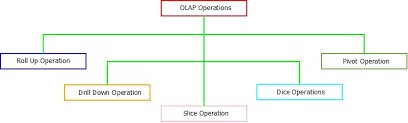 OLAP Operations
Roll Up Operation
Pivot Operation
Drill Down Operation
Dice Operations
Slice Operation